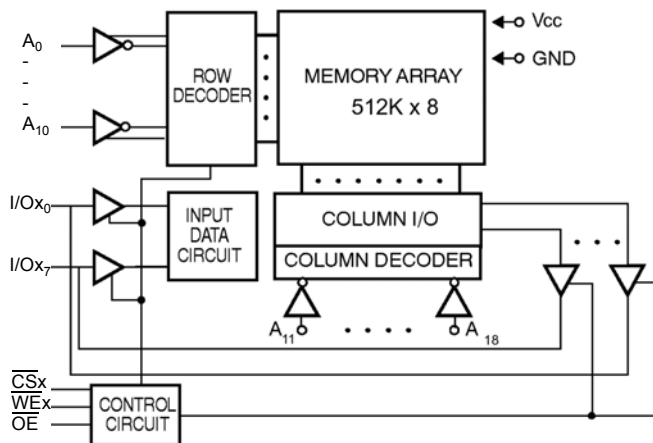 A0
-
-
-
A10
ROW
DECODER
MEMORY ARRAY
512K x 8
Vcc
GND
I/Ox0
I/Ox7
INPUT
DATA
CIRCUIT
COLUMN I/O
COLUMN DECODER
A11
A 18
CSx
WEx
OE
CONTROL
CIRCUIT